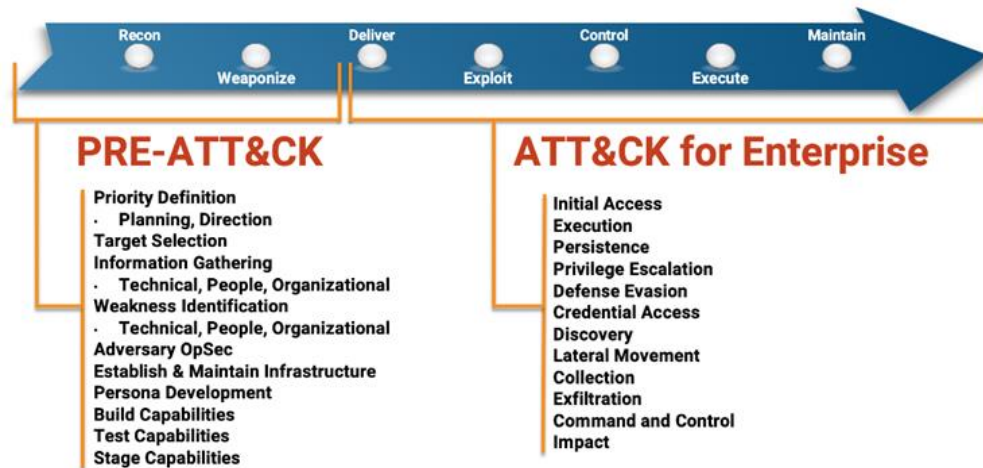 Recon
Weaponize
Deliver
Exploit
Control
Execute
Maintain
PRE-ATT&CK
Priority Definition
· Planning, Direction
Target Selection
Information Gathering
· Technical, People, Organizational
Weakness Identification
· Technical, People, Organizational
Adversary OpSec
Establish & Maintain Infrastructure
Persona Development
Build Capabilities
Test Capabilities
Stage Capabilities
ATT&CK for Enterprise
Initial Access
Execution
Persistence
Privilege Escalation
Defense Evasion
Credential Access
Discovery
Lateral Movement
Collection
Exfiltration
Command and Control
Impact